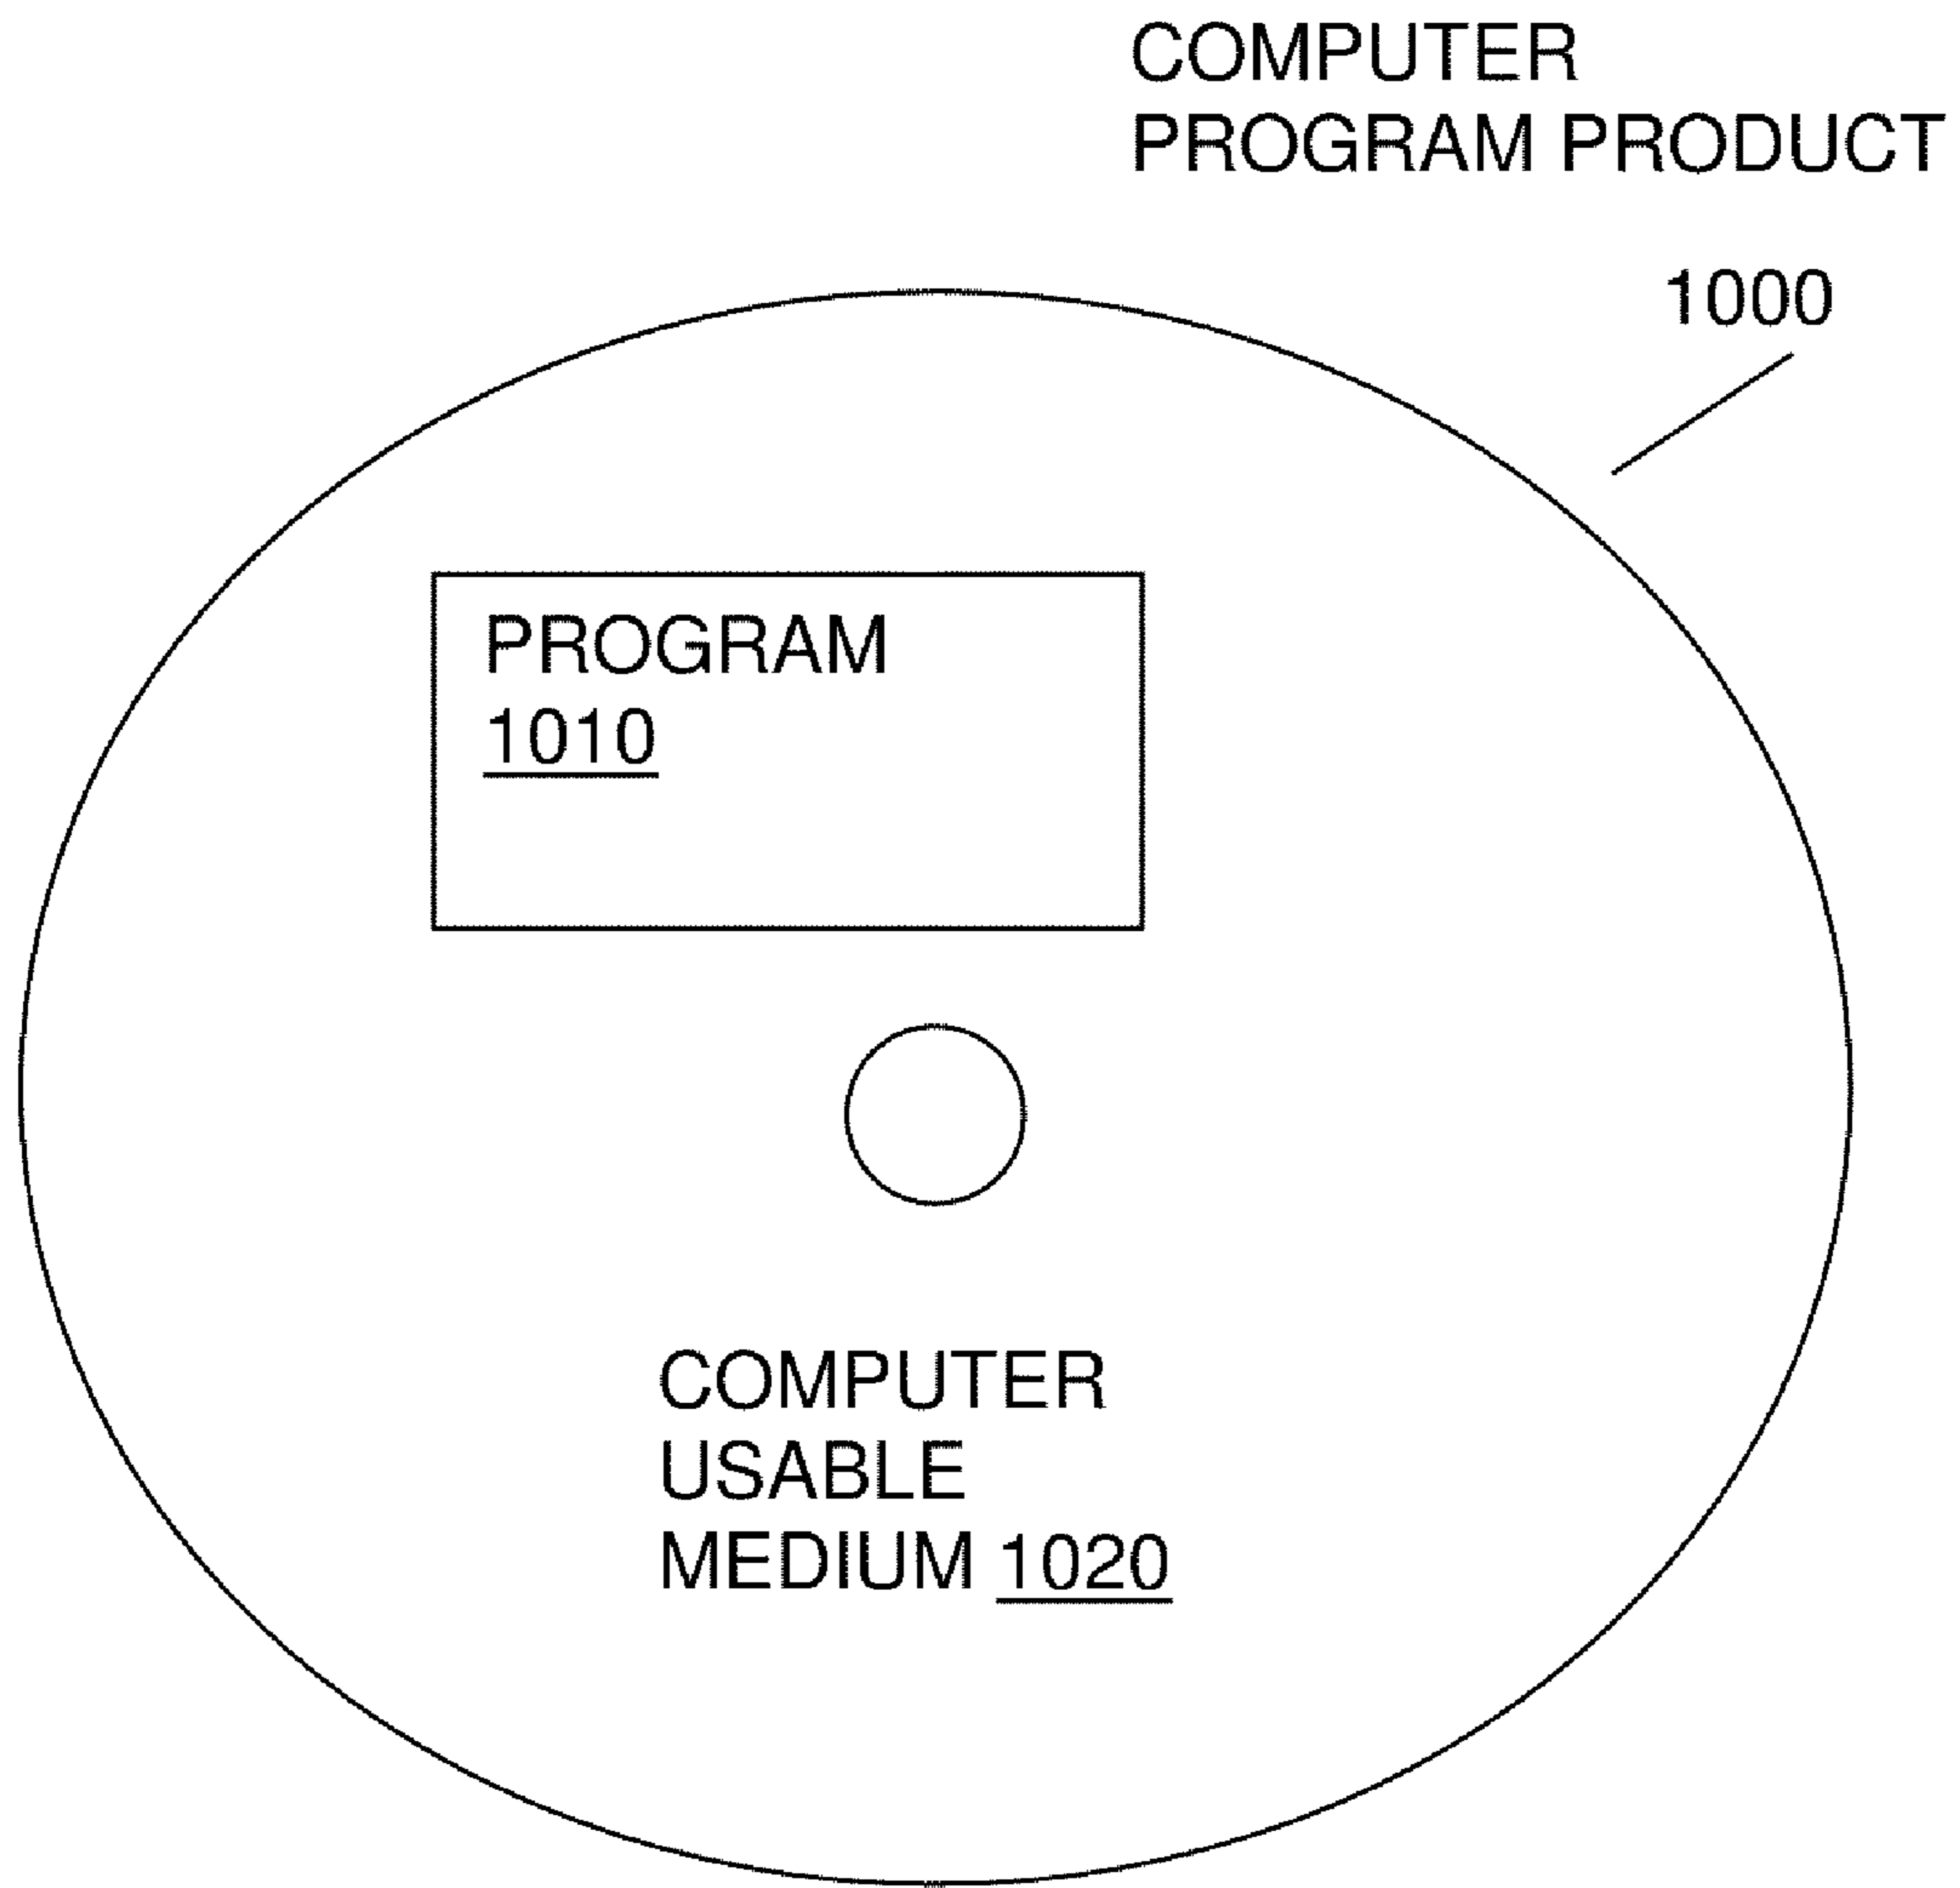 COMPUTER
PROGRAM PRODUCT
1000
PROGRAM
1010
COMPUTER
USABLE
MEDIUM 1020